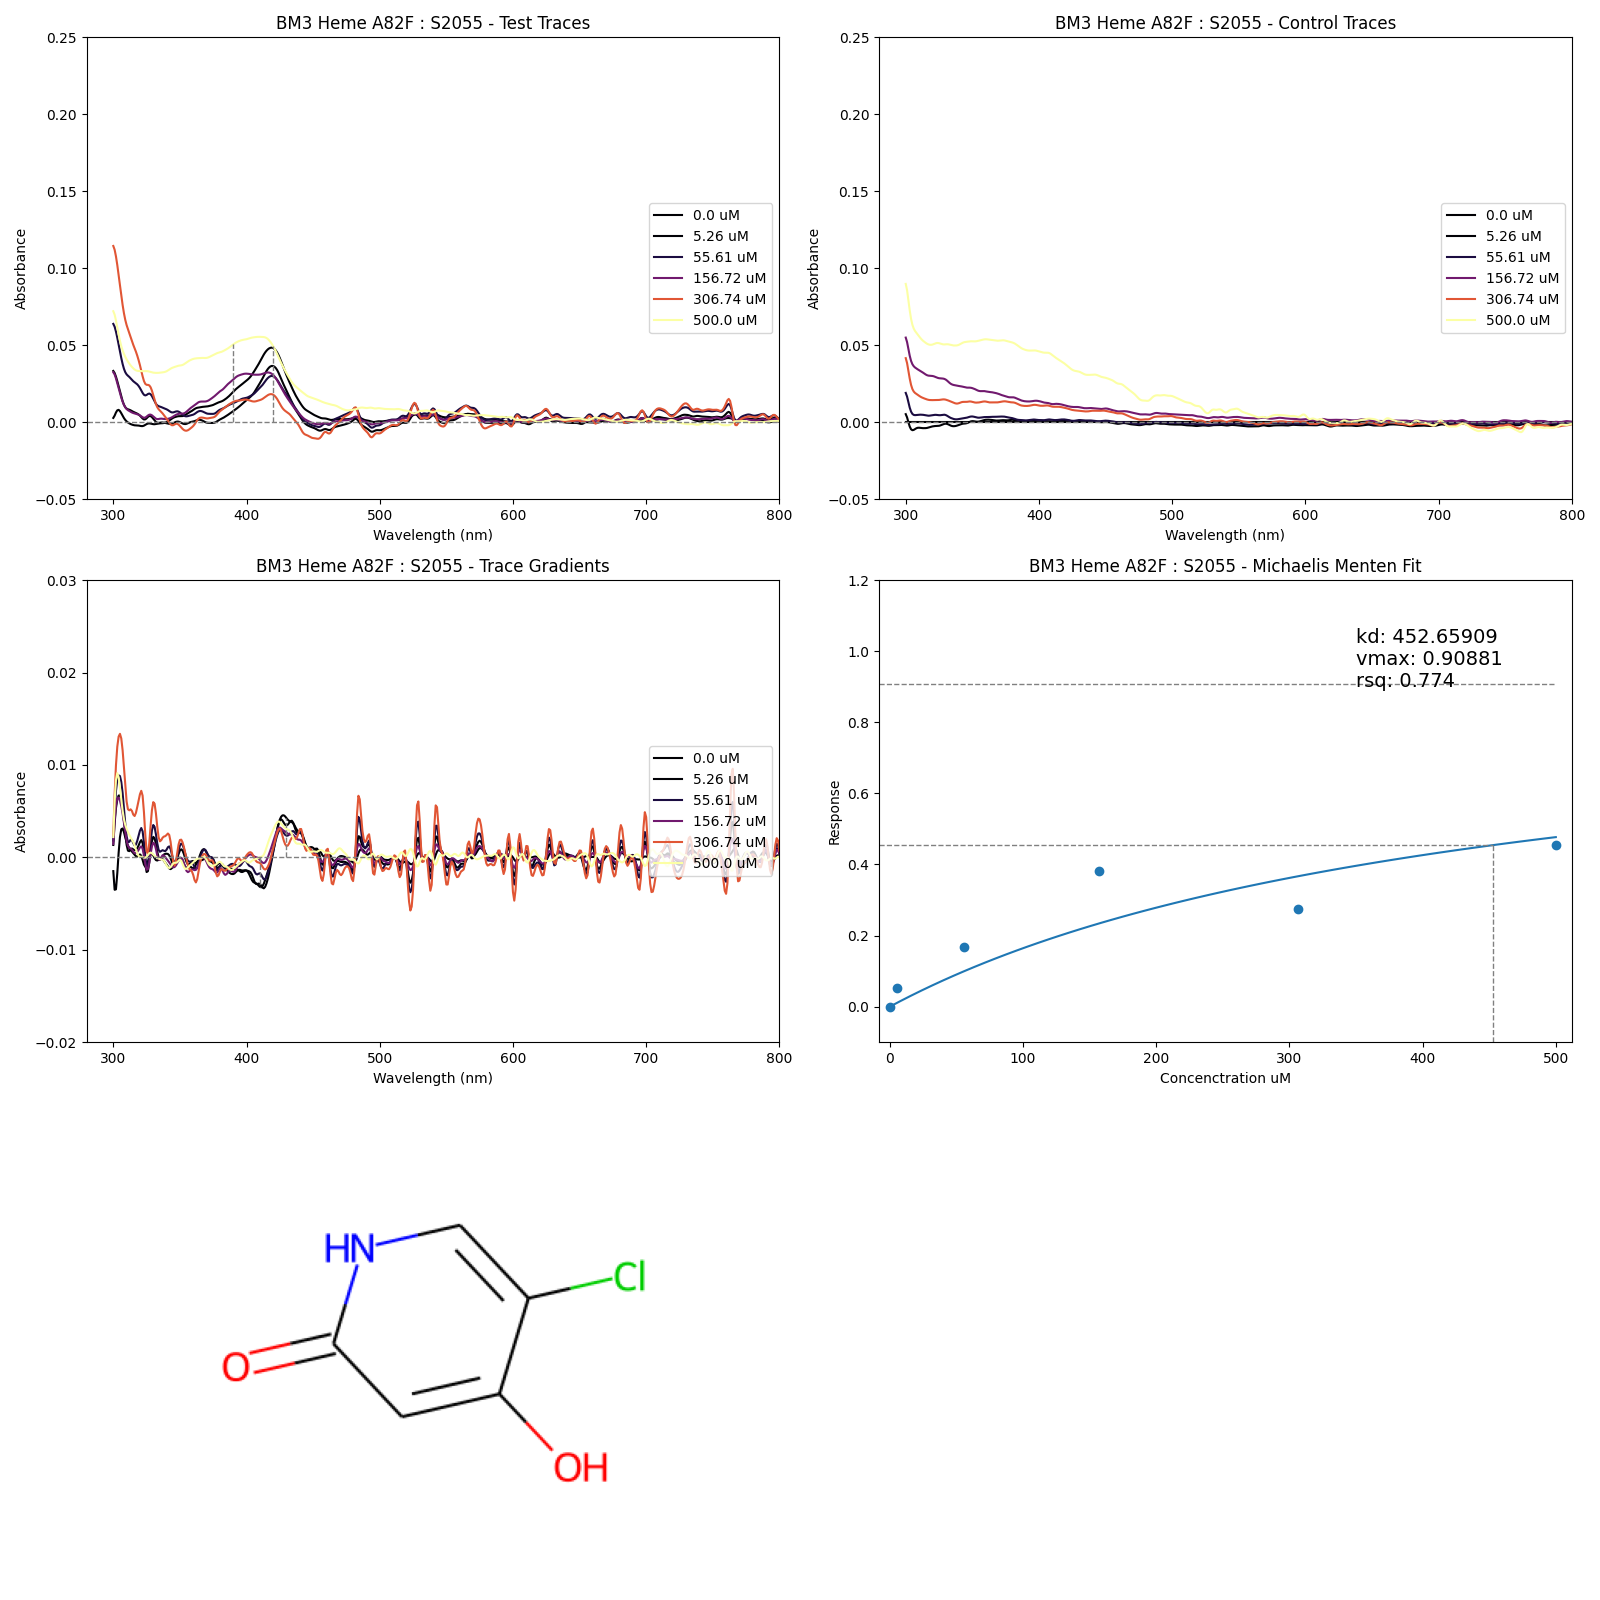 BM3 Heme A82F : S2055 - Test Traces
Absorbance
0.25
0.20
0.15
0.10
0.05
0.00
−0.05
300 400 500 600 700 800
Wavelength (nm)
0.0 uM
5.26 uM
55.61 uM
156.72 uM
306.74 uM
500.0 uM
BM3 Heme A82F : S2055 - Control Traces
Absorbance
0.25
0.20
0.15
0.10
0.05
0.00
−0.05
300 400 500 600 700 800
Wavelength (nm)
0.0 uM
5.26 uM
55.61 uM
156.72 uM
306.74 uM
500.0 uM
BM3 Heme A82F : S2055 - Trace Gradients
Absorbance
0.03
0.02
0.01
0.00
−0.01
−0.02
300 400 500 600 700 800
Wavelength (nm)
0.0 uM
5.26 uM
55.61 uM
156.72 uM
306.74 uM
500.0 uM
BM3 Heme A82F : S2055 - Michaelis Menten Fit
Response
1.2
1.0
0.8
0.6
0.4
0.2
0.0
kd: 452.65909
vmax: 0.90881
rsq: 0.774
0 100 200 300 400 500
Concenctration uM
HN
Cl
O
OH